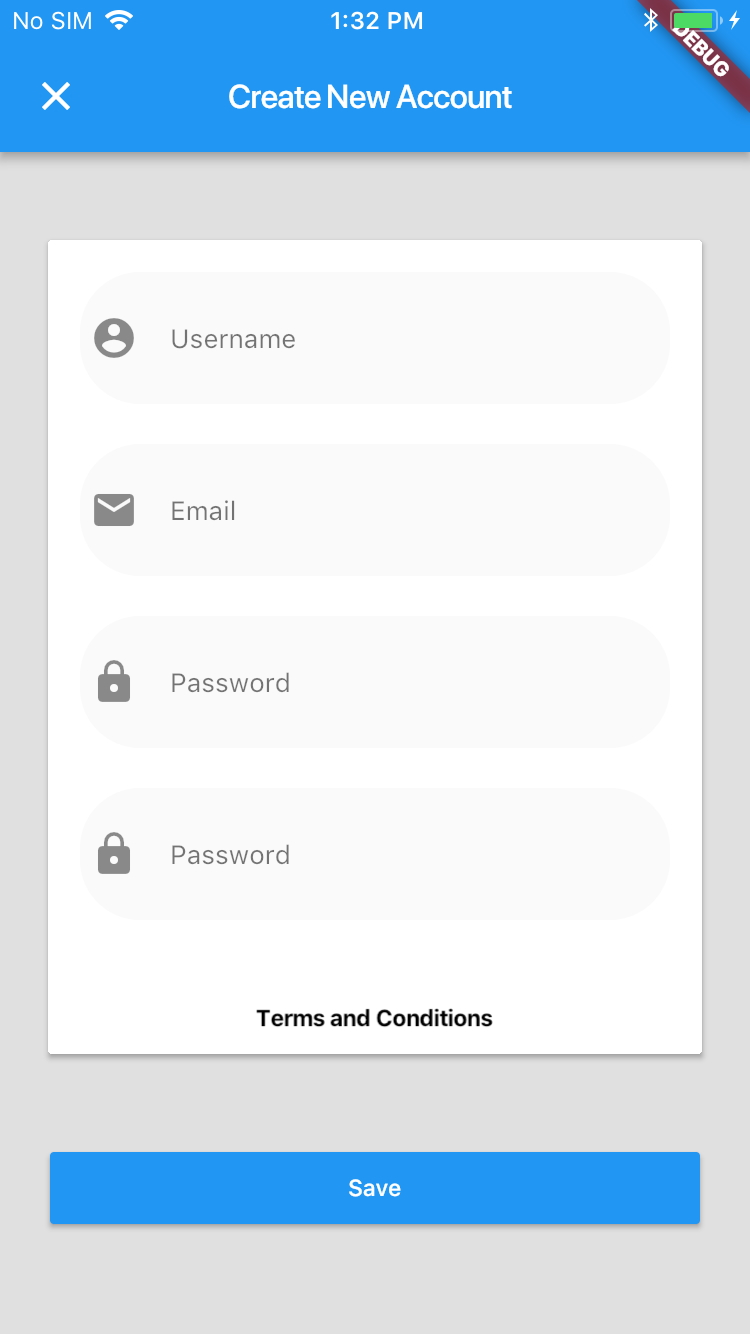 No SIM 1:32 PM
DEBUG
Create New Account
Username
Email
Password
Password
Terms and Conditions
Save